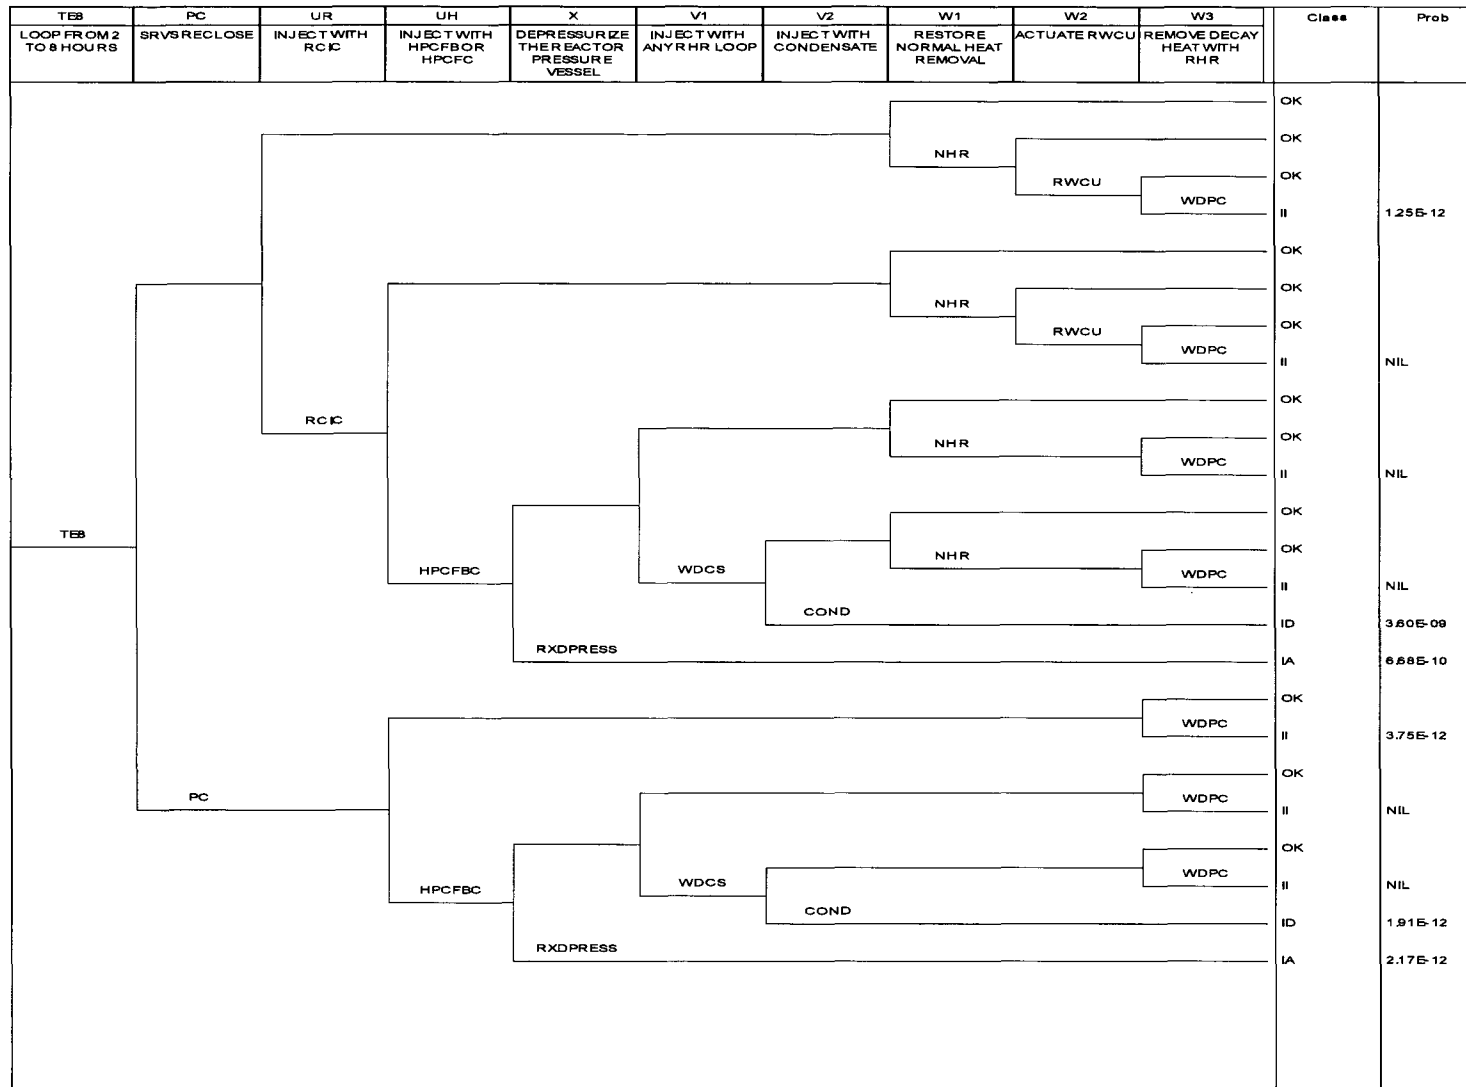 TE8 PC UR UH X V1 V2 W1 W2 W3 Class Prob
LOOP FROM 2 TO 8 HOURS
SRVS RECLOSE
INJECT WITH RCIC
INJECT WITH HPCFB OR HPCFC
DEPRESSURIZE THE REACTOR PRESSURE VESSEL
INJECT WITH ANY RHR LOOP
INJECT WITH CONDENSATE
RESTORE NORMAL HEAT REMOVAL
ACTUATE RWCU
REMOVE DECAY HEAT WITH RHR
OK
OK
NHR
OK
RWCU
WDPC
II 1.25E-12
OK
OK
NHR
OK
RWCU
WDPC
II NIL
OK
RCIC
OK
NHR
WDPC
II NIL
OK
TE8
OK
NHR
HPCFBC WDCS WDPC
II NIL
COND
ID 3.60E-09
RXDPRESS
IA 6.68E-10
OK
WDPC
II 3.75E-12
OK
PC WDPC
II NIL
OK
WDPC
HPCFBC WDCS II NIL
COND
ID 1.91E-12
RXDPRESS
IA 2.17E-12